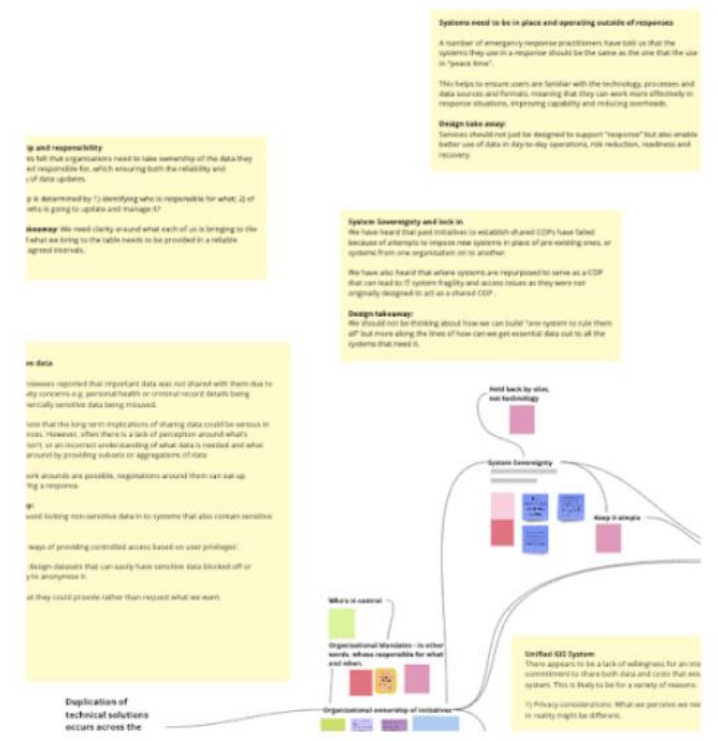 Systems need to be in place and operating outside of responses
A number of emergency response practitioners have told us that the
systems they use in a response should be the same as the one that the use
in "peace time".
This helps to ensure users are familiar with the technology, processes and
data sources and formats, meaning that they can work more effectively in
response situations, improving capability and reducing overheads.
Design take away:
Services should not just be designed to support "response" but also enable
better use of data in day-to-day operations, risk reduction, readiness and
recovery.
ip and responsibility
ts felt that organisations need to take ownership of the data they
ed responsible for, which ensuring both the reliability and
of data updates.
p is determined by 1) identifying who is responsible for what; 2) of
who is going to update and manage it?
keaway: We need clarity around what each of us is bringing to the
what we bring to the table needs to be provided in a reliable
agreed intervals.
System Sovereignty and lock in
We have heard that past initiatives to establish shared COPs have failed
because of attempts to impose new systems in place of pre-existing ones, or
systems from one organisation on to another.
We have also heard that where systems are repurposed to serve as a COP
that can lead to IT system fragility and access issues as they were not
originally designed to act as a shared COP .
Design takeaway:
We should not be thinking about how we can build "one system to rule them
all" but more along the lines of how can we get essential data out to all the
systems that need it.
ve data
viewees reported that important data was not shared with them due to
ty concerns e.g. personal health or criminal record details being
ercially sensitive data being misused.
note that the long term implications of sharing data could be serious in
nces. However, often there is a lack of perception around what's
on't, or an incorrect understanding of what data is needed and what
around by providing subsets or aggregations of data
ork arounds are possible, negotiations around them can eat up
ring a response.
y:
void locking non-sensitive data in to systems that also contain sensitive
ways of providing controlled access based on user privileges'.
design datasets that can easily have sensitive data blocked off or
y to anonymise it.
at they could provide rather than request what we want.
Held back by silos,
not technology
System Sovereignty
Keep it simple
Who's in control
Organisational Mandates - in other
words, whose responsible for what
and when.
Organisational ownership of initiatives
Duplication of
technical solutions
occurs across the
Unified GIS System
There appears to be a lack of willingness for an inte
commitment to share both data and costs that
system. This is likely to be for a variety of reasons.
1) Privacy considerations: What we perceive we
in reality might be different.